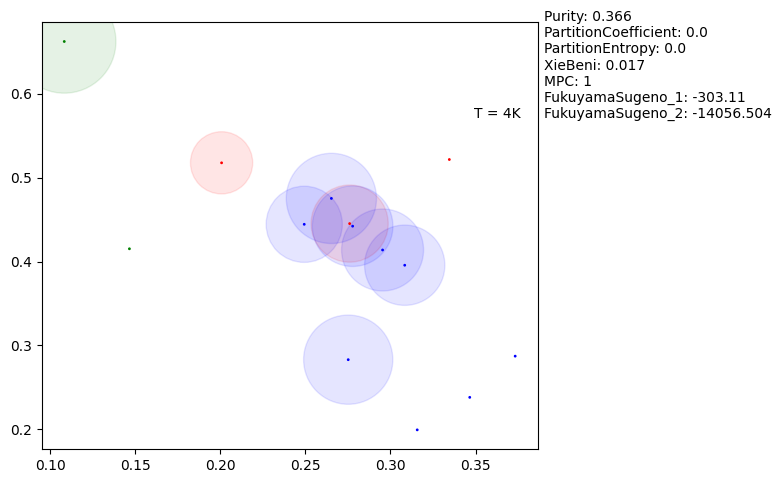 Purity: 0.366
PartitionCoefficient: 0.0
PartitionEntropy: 0.0
XieBeni: 0.017
MPC: 1
FukuyamaSugeno_1: -303.11
FukuyamaSugeno_2: -14056.504
T = 4K
0.6
0.5
0.4
0.3
0.2
0.10 0.15 0.20 0.25 0.30 0.35